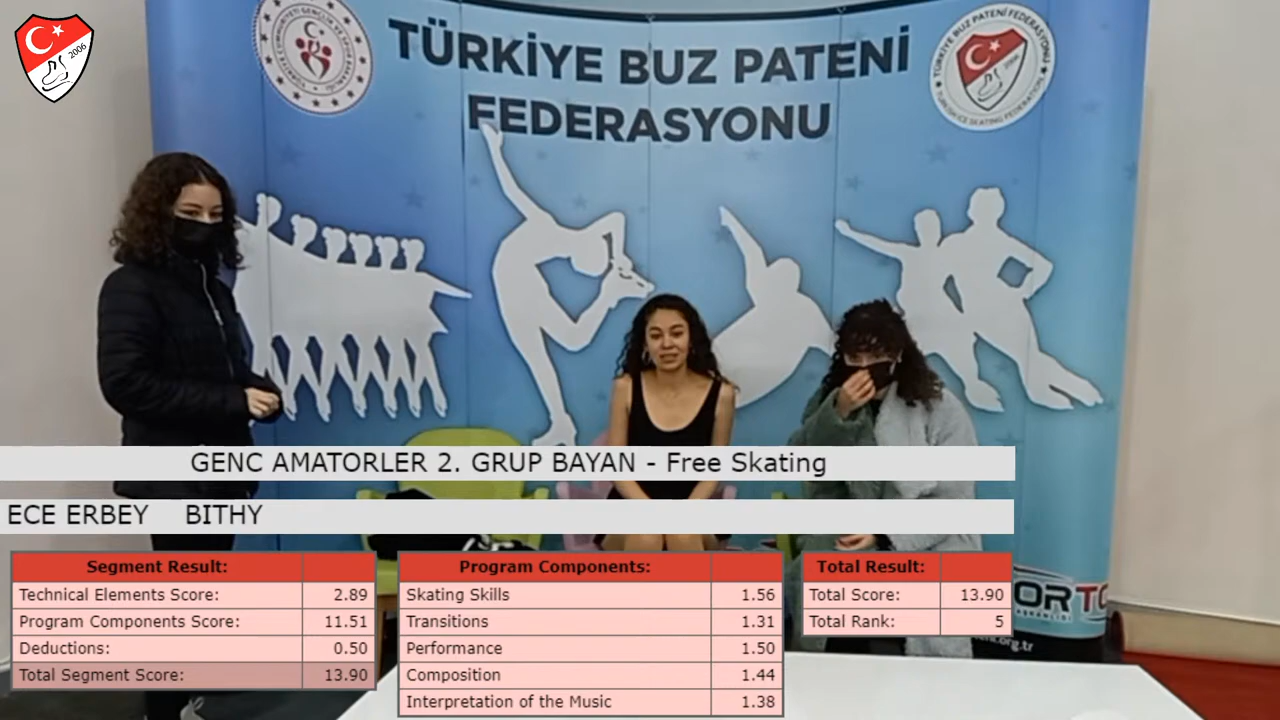 TÜRKİYE BUZ PATENİ
FEDERASYONU
2006
GENC AMATORLER 2. GRUP BAYAN - Free Skating
ECE ERBEY BITHY
Segment Result:
Technical Elements Score: 2.89
Program Components Score: 11.51
Deductions: 0.50
Total Segment Score: 13.90
Program Components:
Skating Skills 1.56
Transitions 1.31
Performance 1.50
Composition 1.44
Interpretation of the Music 1.38
Total Result:
Total Score: 13.90
Total Rank: 5
.org.tr